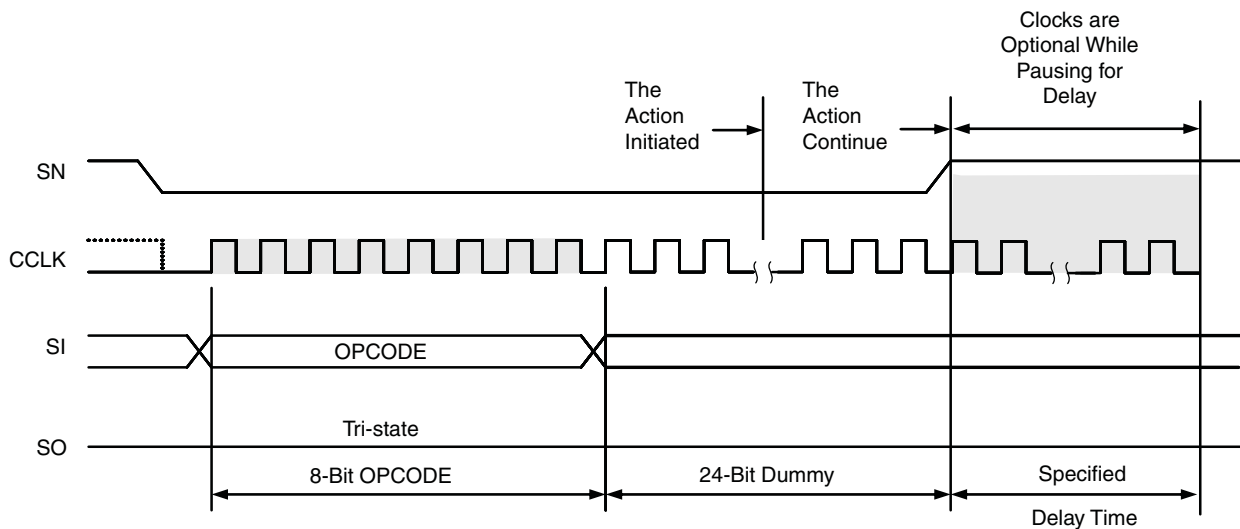 Clocks are
Optional While
Pausing for
Delay
The
Action
Initiated
The
Action
Continue
SN
CCLK
SI
OPCODE
SO
Tri-state
8-Bit OPCODE
24-Bit Dummy
Specified
Delay Time